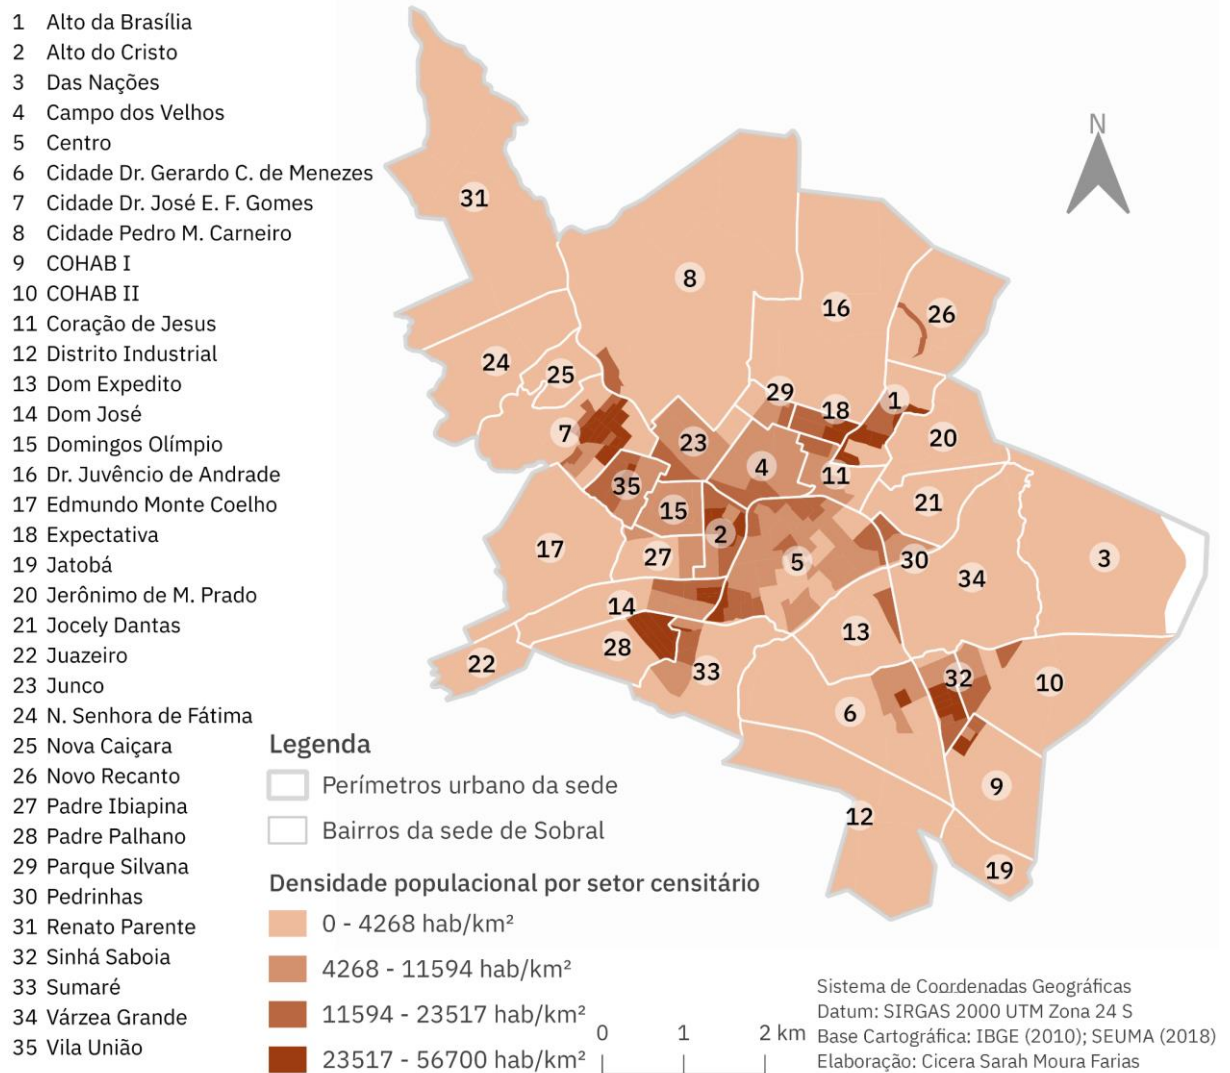 1 Alto da Brasília
2 Alto do Cristo
3 Das Nações
4 Campo dos Velhos
5 Centro
6 Cidade Dr. Gerardo C. de Menezes
7 Cidade Dr. José E. F. Gomes
8 Cidade Pedro M. Carneiro
9 COHAB I
10 COHAB II
11 Coração de Jesus
12 Distrito Industrial
13 Dom Expedito
14 Dom José
15 Domingos Olímpio
16 Dr. Juvêncio de Andrade
17 Edmundo Monte Coelho
18 Expectativa
19 Jatobá
20 Jerônimo de M. Prado
21 Jocely Dantas
22 Juazeiro
23 Junco
24 N. Senhora de Fátima
25 Nova Caiçara
26 Novo Recanto
27 Padre Ibiapina
28 Padre Palhano
29 Parque Silvana
30 Pedrinhas
31 Renato Parente
32 Sinhá Saboia
33 Sumaré
34 Várzea Grande
35 Vila União
N
31
8
16
26
24
25
29
1
18
7
23
20
4
11
35
21
15
2
17
27
5
30
3
34
14
13
28
22
33
32
10
6
9
12
19
Legenda
Perímetros urbano da sede
Bairros da sede de Sobral
Densidade populacional por setor censitário
0 - 4268 hab/km²
4268 - 11594 hab/km²
11594 - 23517 hab/km²
23517 - 56700 hab/km²
0 1 2 km
Sistema de Coordenadas Geográficas
Datum: SIRGAS 2000 UTM Zona 24 S
Base Cartográfica: IBGE (2010); SEUMA (2018)
Elaboração: Cicera Sarah Moura Farias